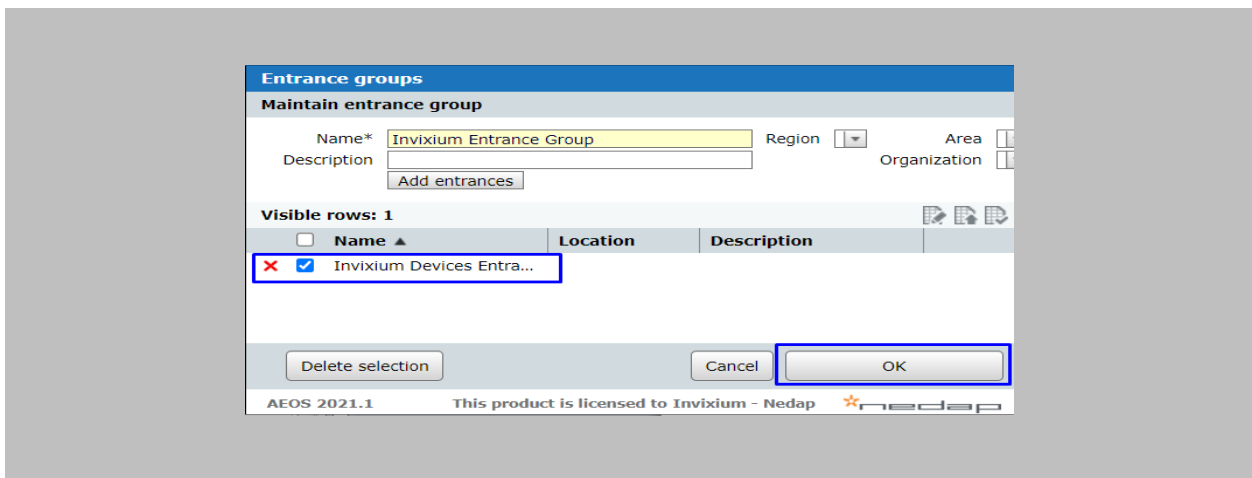 Entrance groups
Maintain entrance group
Name* Invixium Entrance Group Region Area
Description Organization
Add entrances
Visible rows: 1
Name ▲ Location Description
Invixium Devices Entra...
Delete selection Cancel OK
AEOS 2021.1 This product is licensed to Invixium - Nedap nedap